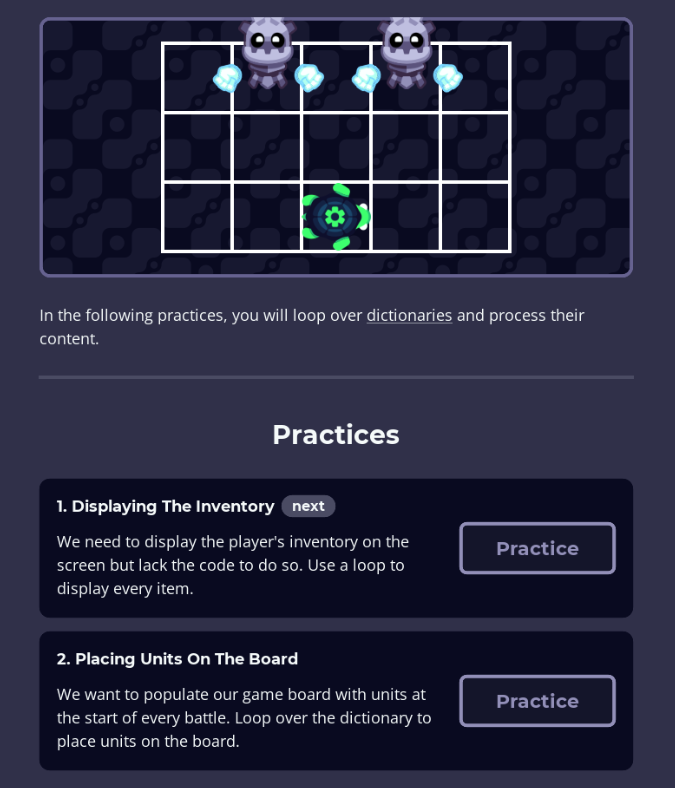 In the following practices, you will loop over dictionaries and process their
content.
Practices
1. Displaying The Inventory next
We need to display the player's inventory on the
screen but lack the code to do so. Use a loop to
display every item.
Practice
2. Placing Units On The Board
We want to populate our game board with units at
the start of every battle. Loop over the dictionary to
place units on the board.
Practice